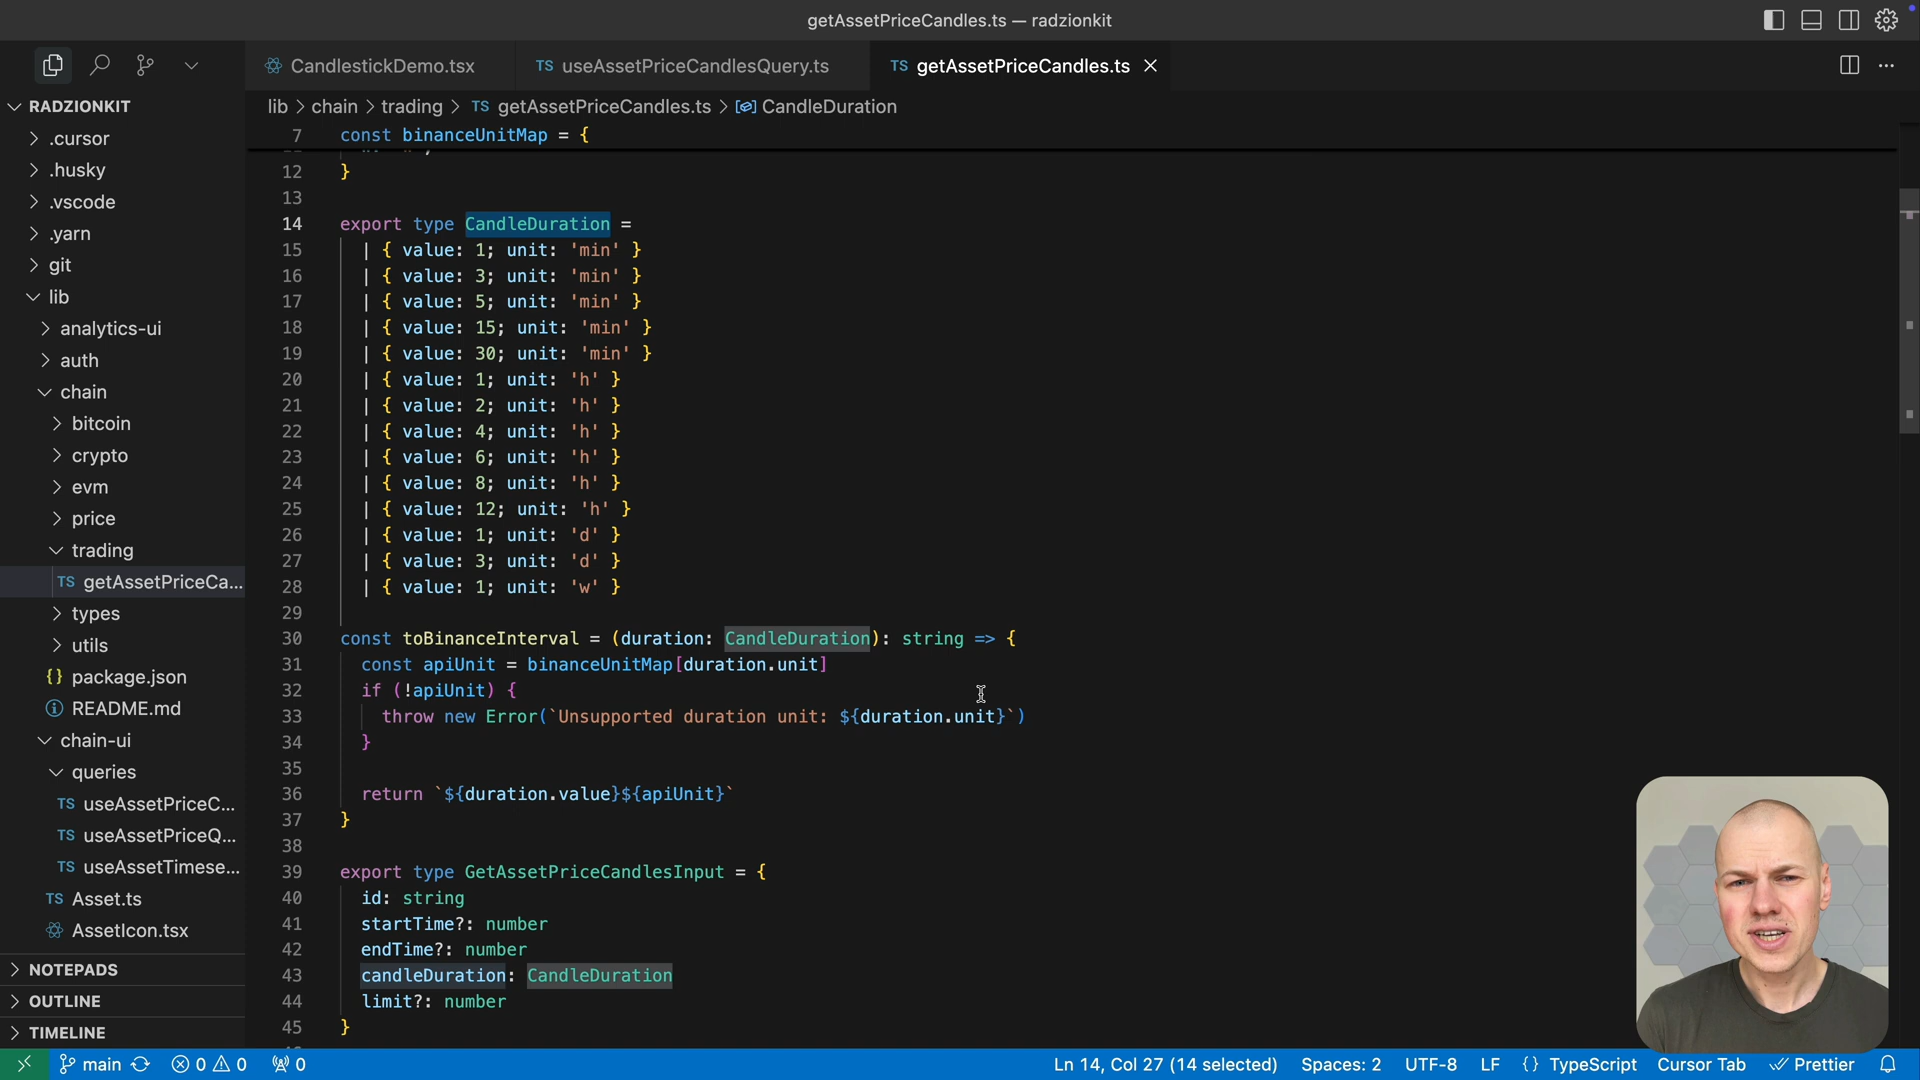 getAssetPriceCandles.ts — radzionkit
CandlestickDemo.tsx
TS useAssetPriceCandlesQuery.ts
TS getAssetPriceCandles.ts
RADZIONKIT
.cursor
.husky
.vscode
.yarn
git
lib
analytics-ui
auth
chain
bitcoin
crypto
evm
price
trading
TS getAssetPriceCa...
types
utils
{} package.json
README.md
chain-ui
queries
TS useAssetPriceC...
TS useAssetPriceQ...
TS useAssetTimese...
TS Asset.ts
AssetIcon.tsx
NOTEPADS
OUTLINE
TIMELINE
lib > chain > trading > TS getAssetPriceCandles.ts > CandleDuration
7 const binanceUnitMap = {
12 }
13
14 export type CandleDuration =
15 | { value: 1; unit: 'min' }
16 | { value: 3; unit: 'min' }
17 | { value: 5; unit: 'min' }
18 | { value: 15; unit: 'min' }
19 | { value: 30; unit: 'min' }
20 | { value: 1; unit: 'h' }
21 | { value: 2; unit: 'h' }
22 | { value: 4; unit: 'h' }
23 | { value: 6; unit: 'h' }
24 | { value: 8; unit: 'h' }
25 | { value: 12; unit: 'h' }
26 | { value: 1; unit: 'd' }
27 | { value: 3; unit: 'd' }
28 | { value: 1; unit: 'w' }
29
30 const toBinanceInterval = (duration: CandleDuration): string => {
31 const apiUnit = binanceUnitMap[duration.unit]
32 if (!apiUnit) {
33 throw new Error(`Unsupported duration unit: ${duration.unit}`)
34 }
35
36 return `${duration.value}${apiUnit}`
37 }
38
39 export type GetAssetPriceCandlesInput = {
40 id: string
41 startTime?: number
42 endTime?: number
43 candleDuration: CandleDuration
44 limit?: number
45 }
main 0 0 0 Ln 14, Col 27 (14 selected) Spaces: 2 UTF-8 LF {} TypeScript Cursor Tab Prettier